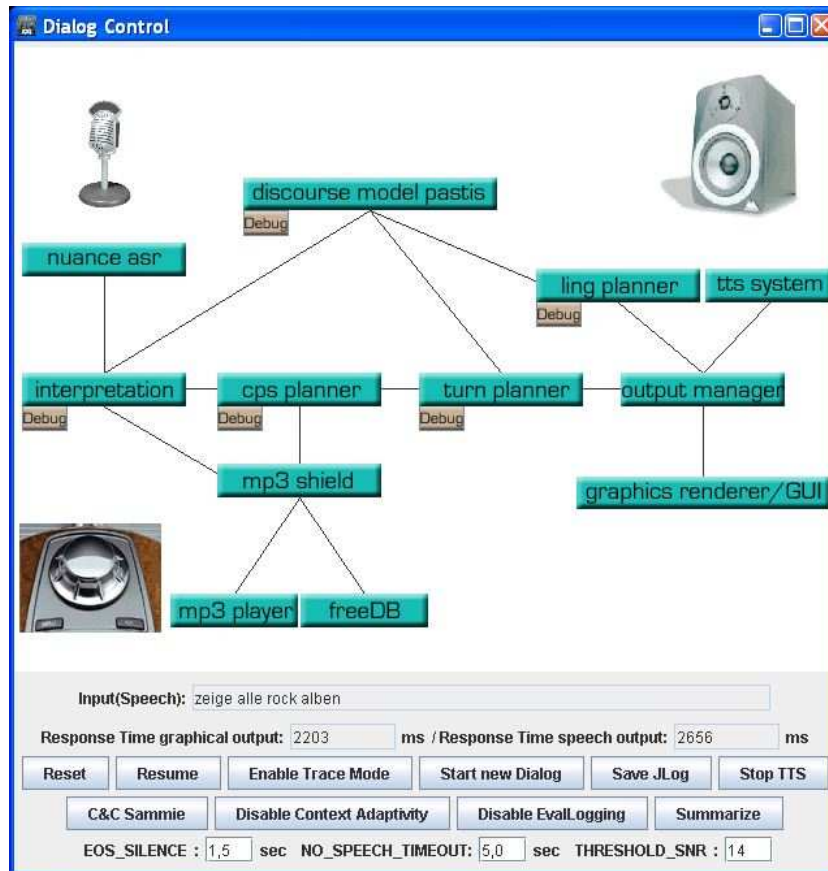 Dialog Control
discourse model pastis
Debug
nuance asr
ling planner tts system
Debug
interpretation cps planner turn planner output manager
Debug Debug Debug
mp3 shield
graphics renderer/GUI
mp3 player freeDB
Input(Speech): zeige alle rock alben
Response Time graphical output: 2203 ms / Response Time speech output: 2656 ms
Reset Resume Enable Trace Mode Start new Dialog Save JLog Stop TTS
C&C Sammie Disable Context Adaptivity Disable EvalLogging Summarize
EOS_SILENCE : 1,5 sec NO_SPEECH_TIMEOUT: 5,0 sec THRESHOLD_SNR : 14